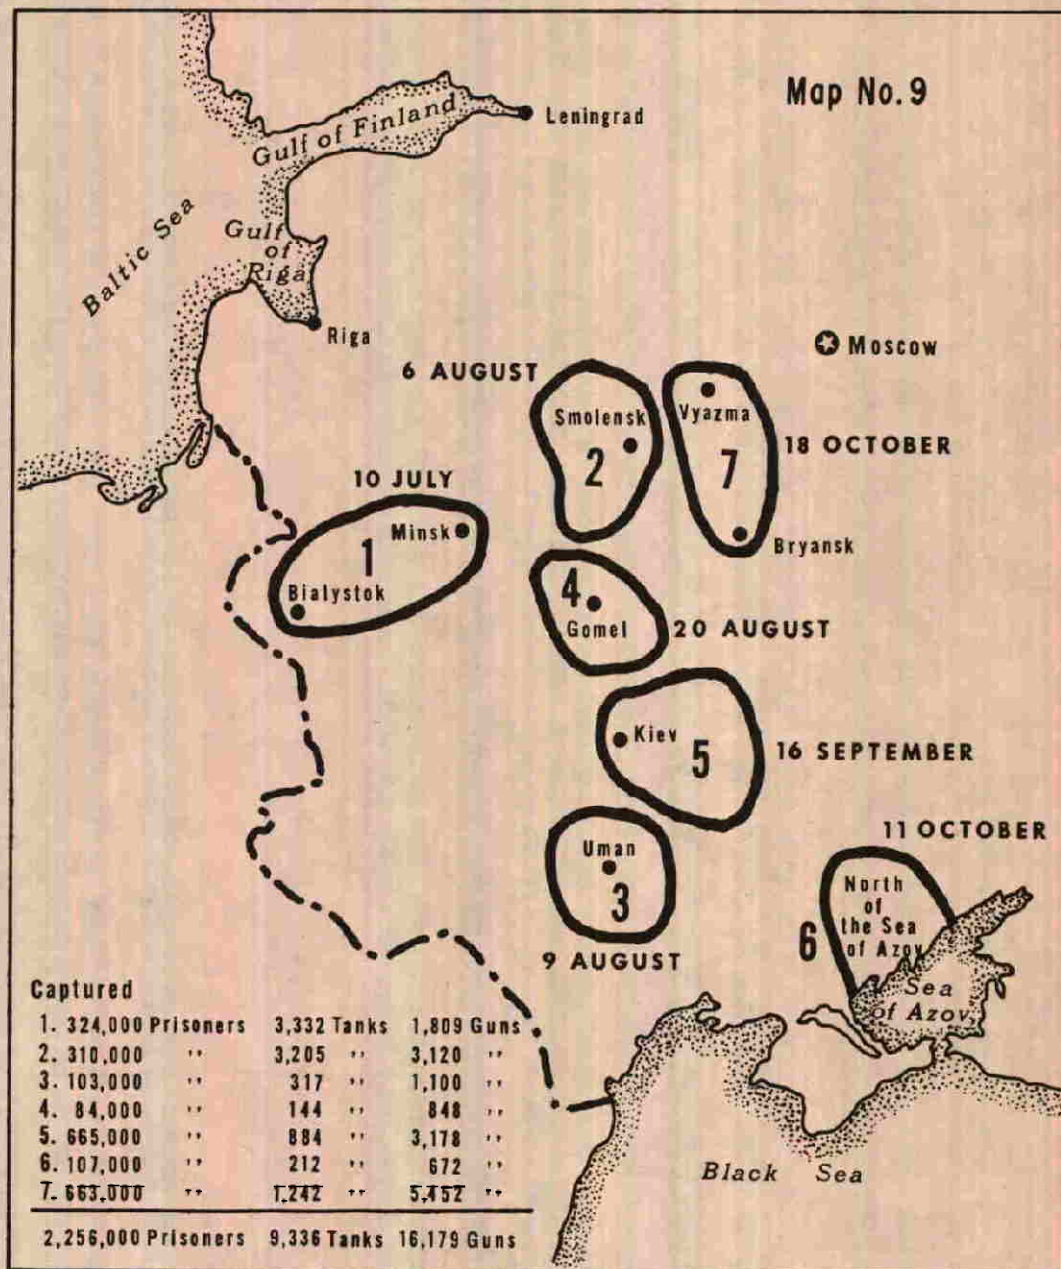 Map No. 9
Leningrad
Gulf of Finland
Baltic Sea
Gulf
of
Riga
Riga
Moscow
6 AUGUST
Smolensk
2
Vyazma
7
18 OCTOBER
Bryansk
10 JULY
Minsk
1
Bialystok
4
Gomel
20 AUGUST
Kiev
5
16 SEPTEMBER
Uman
3
9 AUGUST
11 OCTOBER
North
of
the Sea
of Azov
6
Sea
of Azov
Black Sea
Captured
1. 324,000 Prisoners 3,332 Tanks 1,809 Guns
2. 310,000 '' 3,205 '' 3,120 ''
3. 103,000 '' 317 '' 1,100 ''
4. 84,000 '' 144 '' 848 ''
5. 665,000 '' 884 '' 3,178 ''
6. 107,000 '' 212 '' 672 ''
7. 663,000 '' 1,242 '' 5,452 ''
2,256,000 Prisoners 9,336 Tanks 16,179 Guns